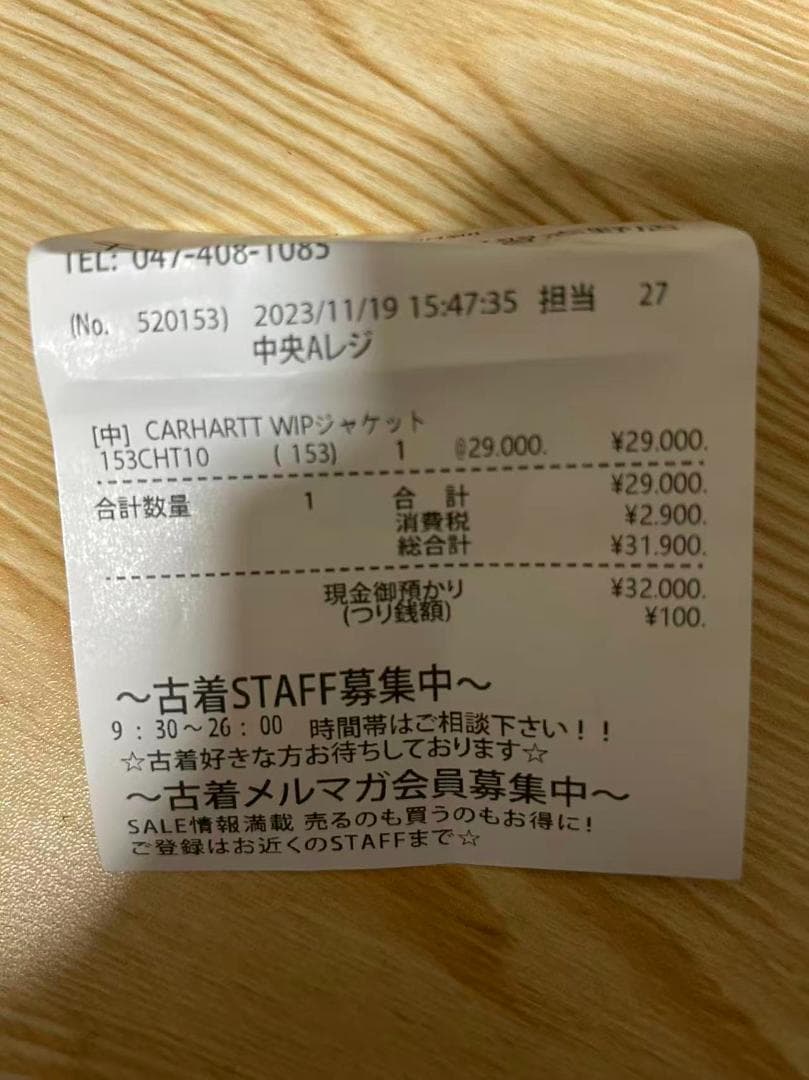 TEL: 047-408-1085
(No. 520153) 2023/11/19 15:47:35 担当 27
中央Aレジ
[中] CARHARTT WIPジャケット
153CHT10 ( 153) 1 @29.000. ¥29.000.
合計数量 1 合 計 ¥29.000.
消費税 ¥2.900.
総合計 ¥31.900.
現金御預かり ¥32.000.
(つり銭額) ¥100.
～古着STAFF募集中～
9：30～26：00 時間帯はご相談下さい！！
☆古着好きな方お待ちしております☆
～古着メルマガ会員募集中～
SALE情報満載 売るのも買うのもお得に!
ご登録はお近くのSTAFFまで☆